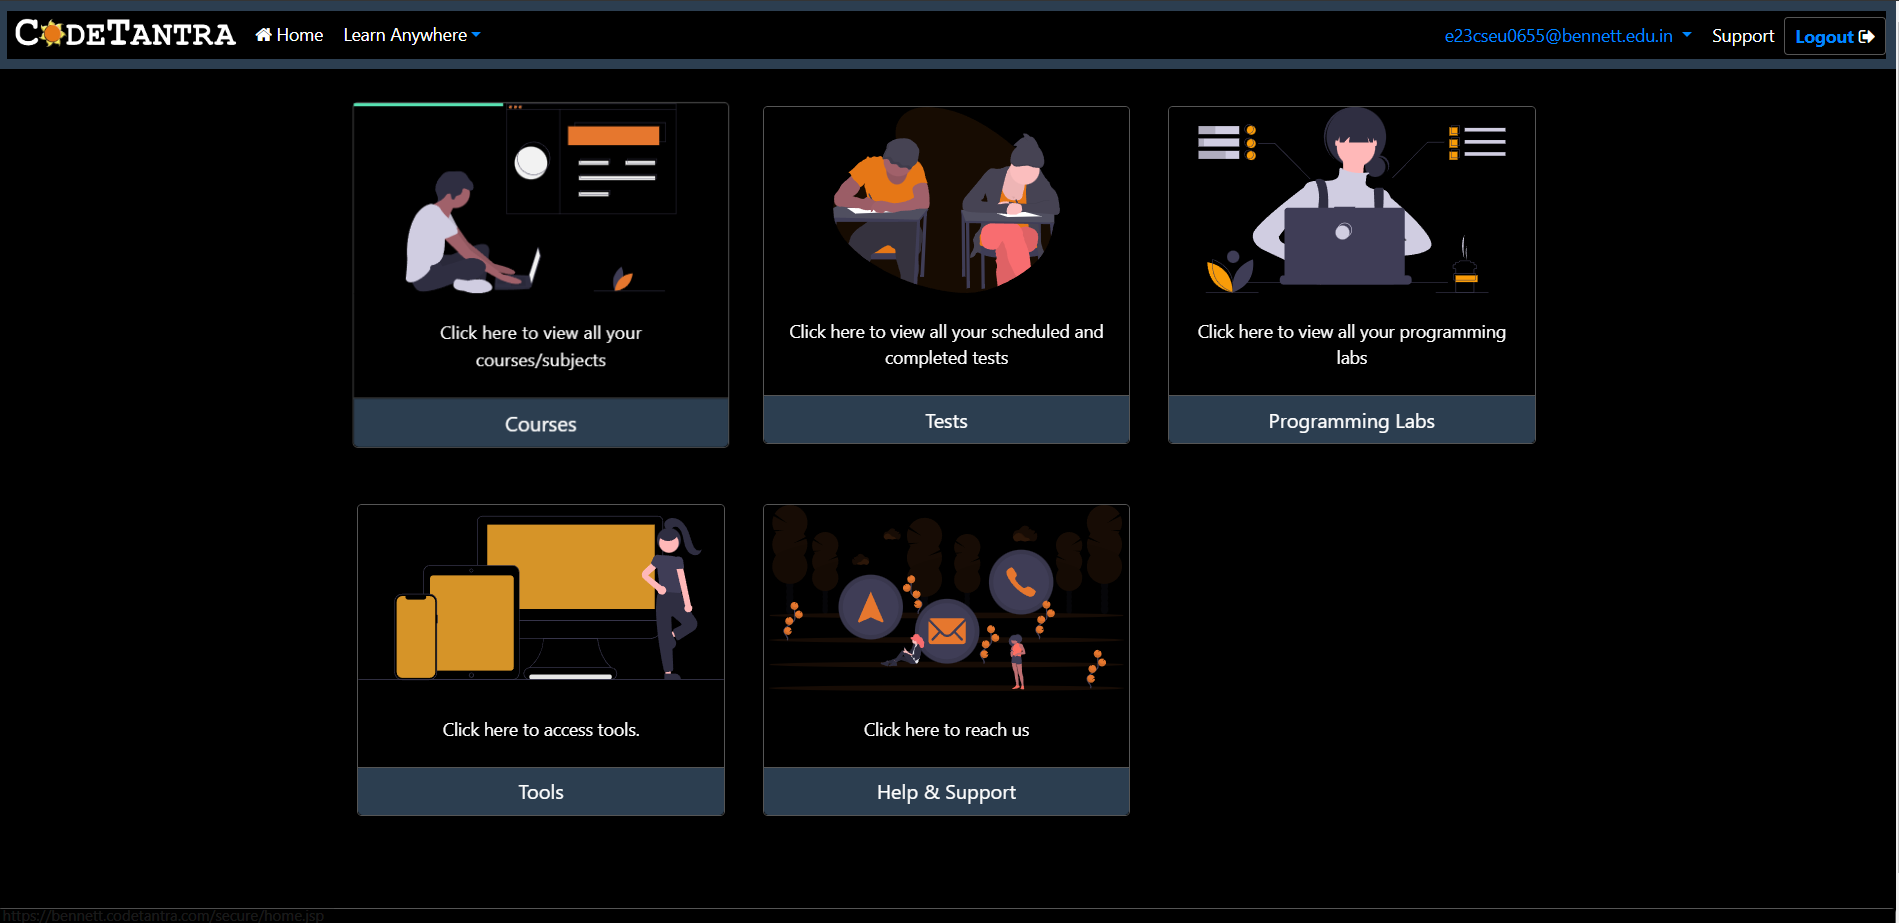 CODETANTRA Home Learn Anywhere e23cseu0655@bennett.edu.in Support Logout
Click here to view all your
courses/subjects
Courses
Click here to view all your scheduled and
completed tests
Tests
Click here to view all your programming
labs
Programming Labs
Click here to access tools.
Tools
Click here to reach us
Help & Support
https://bennett.codetantra.com/secure/home.jsp